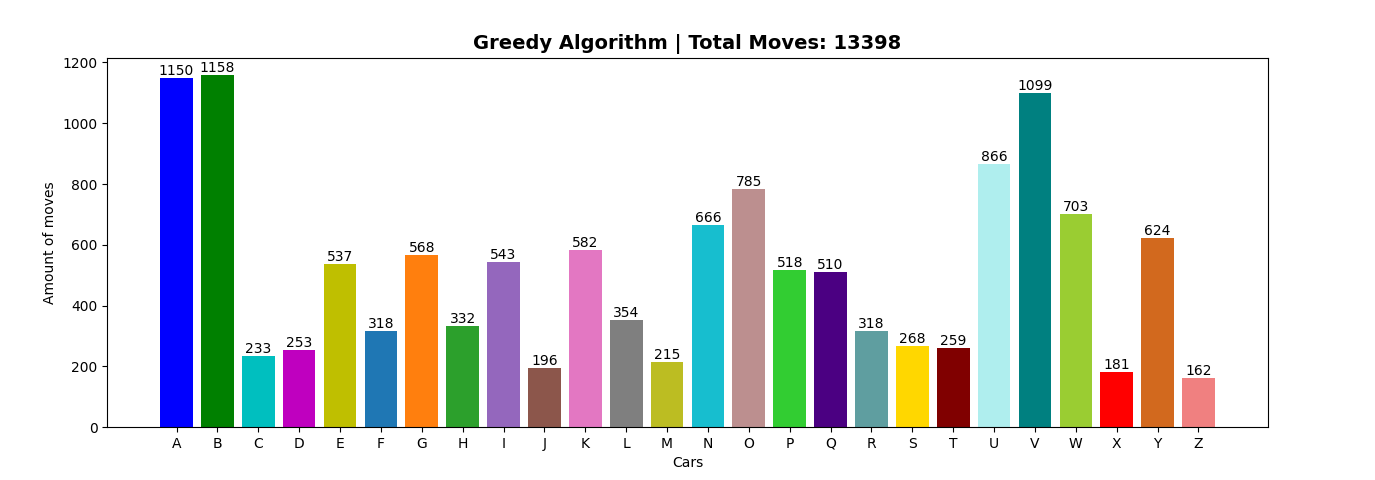 Greedy Algorithm | Total Moves: 13398
Amount of moves
1200
1000
800
600
400
200
0
1150 1158 233 253 537 318 568 332 543 196 582 354 215 666 785 518 510 318 268 259 866 1099 703 181 624 162
A B C D E F G H I J K L M N O P Q R S T U V W X Y Z
Cars